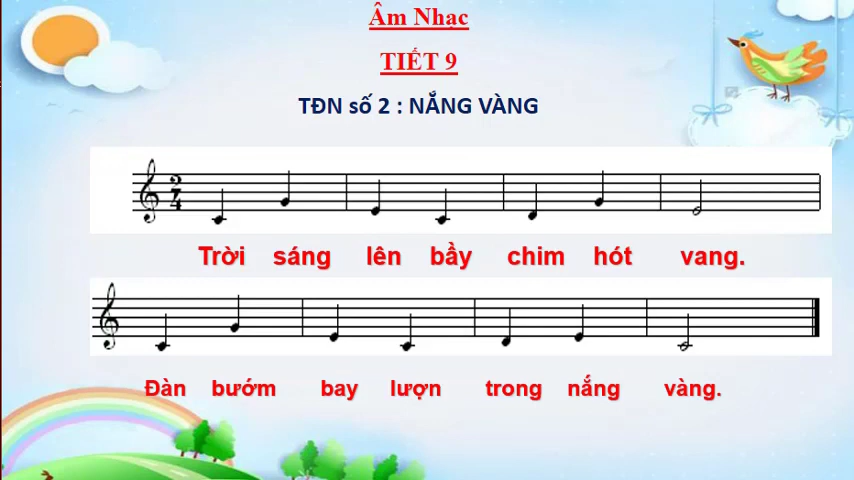 Âm Nhạc
TIẾT 9
TĐN số 2 : NẮNG VÀNG
2
4
Trời sáng lên bầy chim hót vang.
Đàn bướm bay lượn trong nắng vàng.